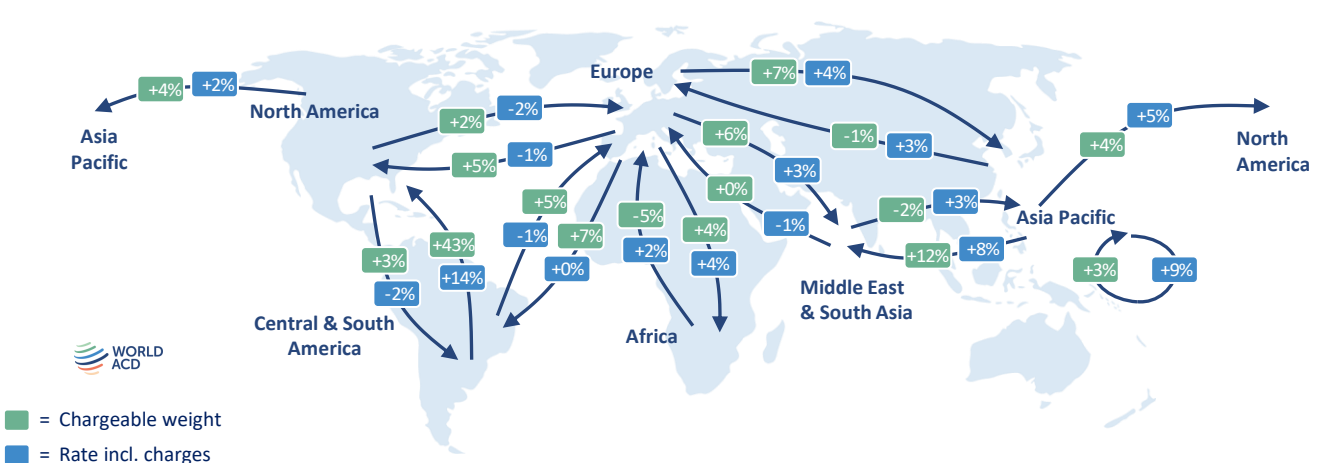 Europe
+7% +4%
+4% +2%
North America
Asia
Pacific
+2% -2%
+5% -1%
-1% +3%
+6%
+3%
+5%
+4%
North
America
+0%
-1%
-2% +3%
Asia Pacific
+12% +8%
+3% +9%
+5%
-1%
+7%
+0%
-5%
+2%
+4%
+4%
+43%
+14%
+3%
-2%
Middle East
& South Asia
Central & South
America
Africa
WORLD
ACD
= Chargeable weight
= Rate incl. charges